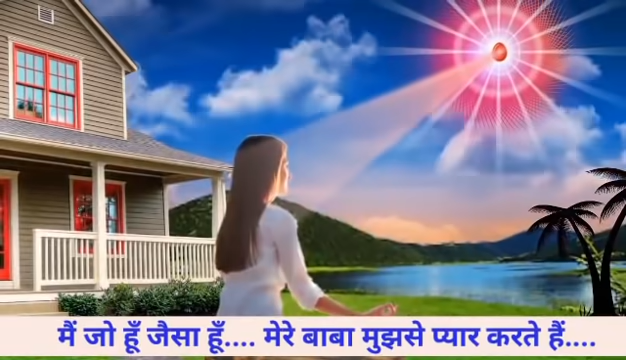 मैं जो हूँ जैसा हूँ.... मेरे बाबा मुझसे प्यार करते हैं....